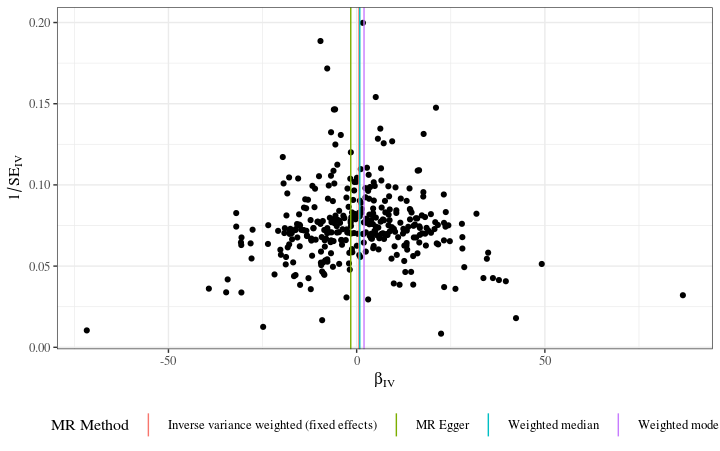 0.20
0.15
0.10
0.05
0.00
1/SE_IV
-50
0
50
β_IV
MR Method
Inverse variance weighted (fixed effects)
MR Egger
Weighted median
Weighted mode